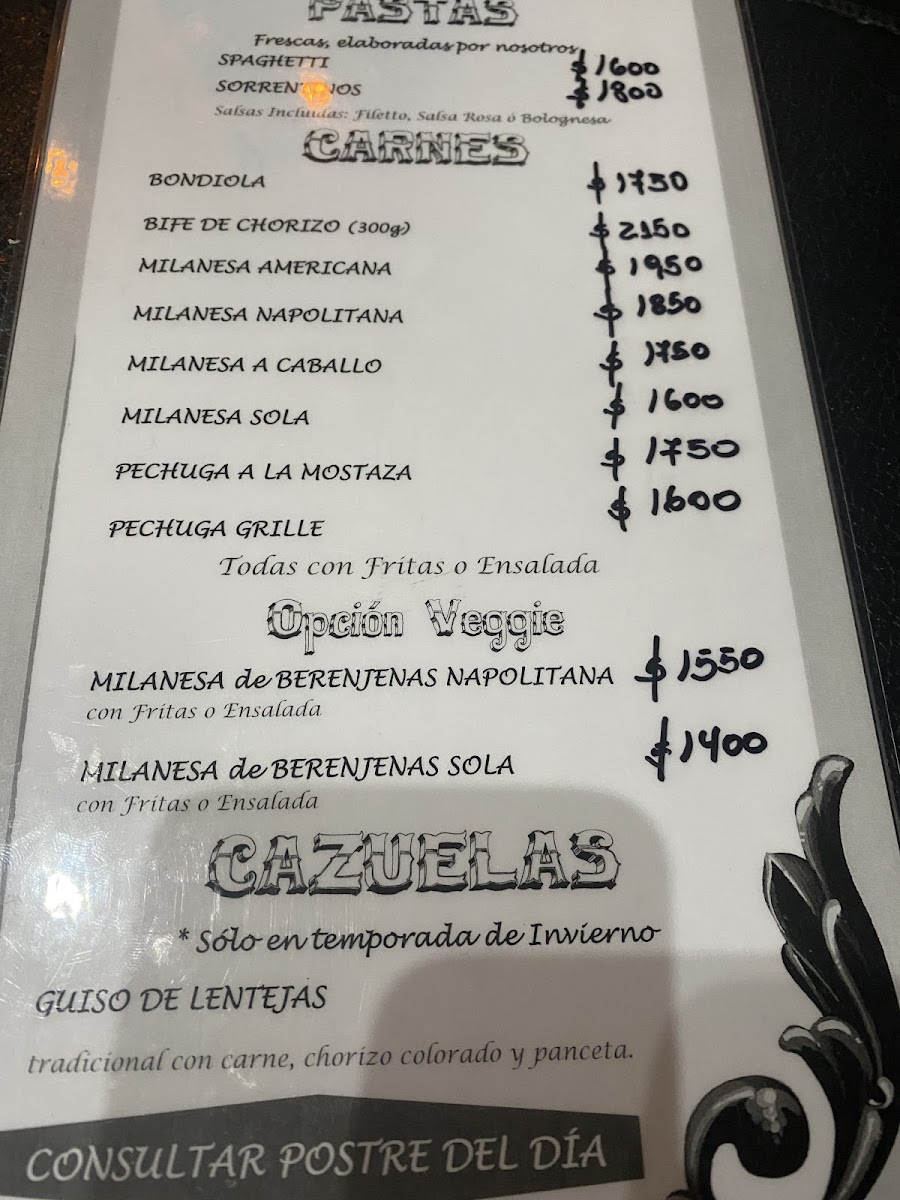 PASTAS
Frescas, elaboradas por nosotros
SPAGHETTI $1600
SORRENTINOS $1800
Salsas Incluidas: Filetto, Salsa Rosa ó Bolognesa
CARNES
BONDIOLA $1750
BIFE DE CHORIZO (300g) $2150
MILANESA AMERICANA $1950
MILANESA NAPOLITANA $1850
MILANESA A CABALLO $1750
MILANESA SOLA $1600
PECHUGA A LA MOSTAZA $1750
PECHUGA GRILLE $1600
Todas con Fritas o Ensalada
Opción Veggie
MILANESA de BERENJENAS NAPOLITANA $1550
con Fritas o Ensalada
MILANESA de BERENJENAS SOLA $1400
con Fritas o Ensalada
CAZUELAS
* Sólo en temporada de Invierno
GUISO DE LENTEJAS
tradicional con carne, chorizo colorado y panceta.
CONSULTAR POSTRE DEL DÍA